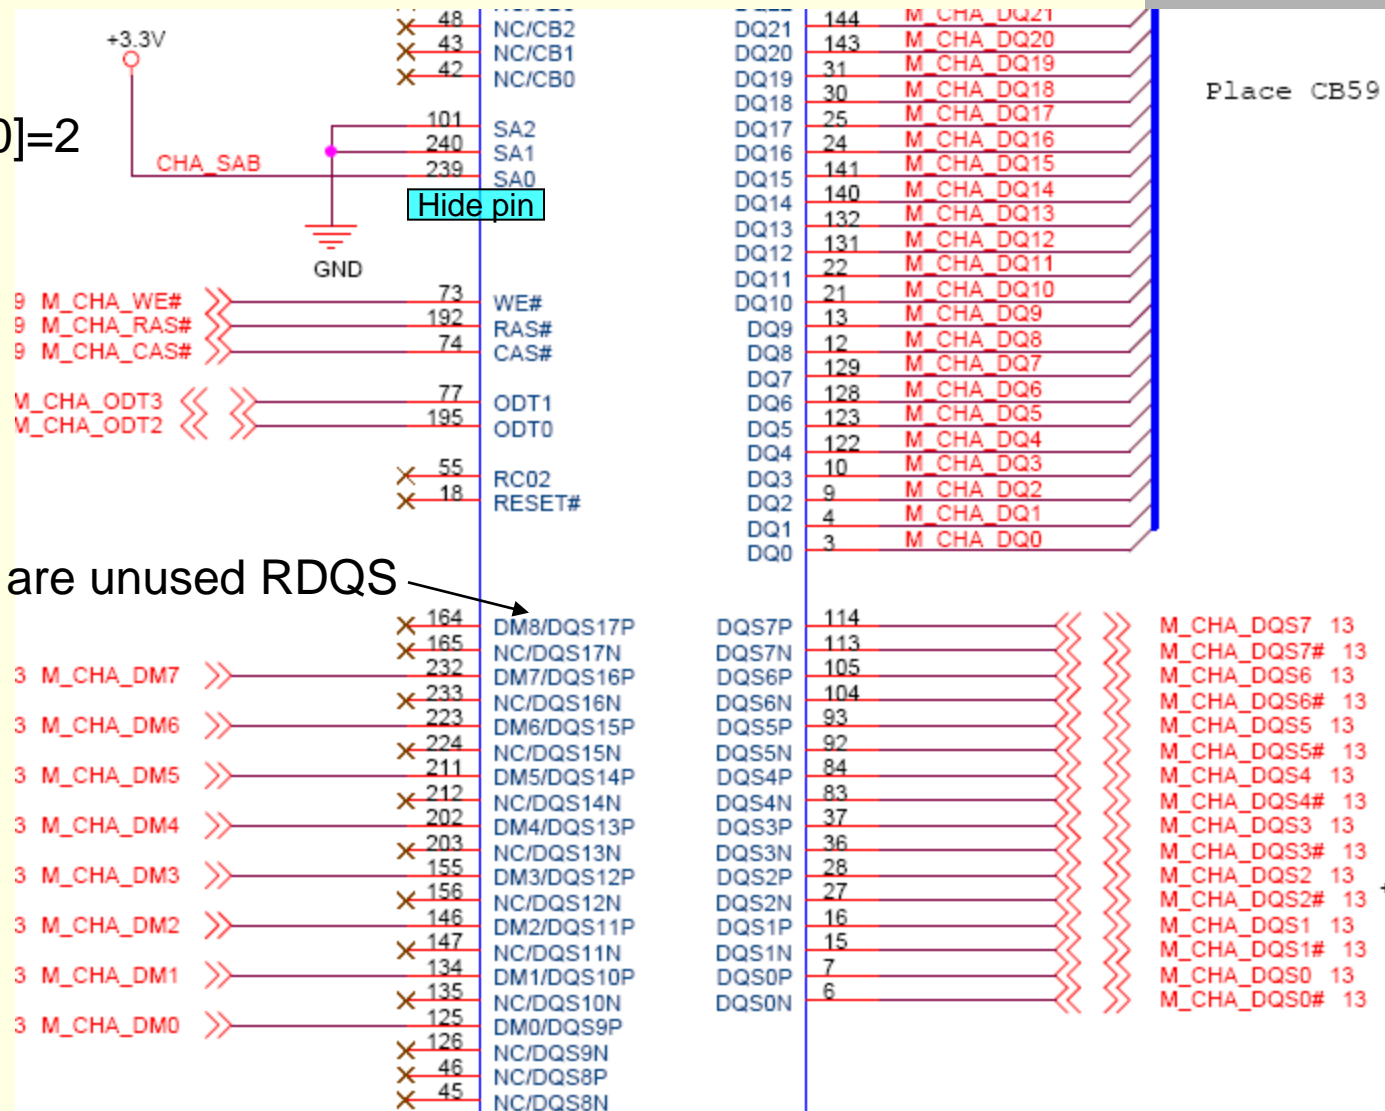 +3.3V
0]=2
CHA_SAB
GND
48 NC/CB2
43 NC/CB1
42 NC/CB0
101 SA2
240 SA1
239 SA0
Hide pin
9 M_CHA_WE# 73 WE#
9 M_CHA_RAS# 192 RAS#
9 M_CHA_CAS# 74 CAS#
M_CHA_ODT3 77 ODT1
M_CHA_ODT2 195 ODT0
55 RC02
18 RESET#
are unused RDQS
164 DM8/DQS17P
165 NC/DQS17N
3 M_CHA_DM7 232 DM7/DQS16P
233 NC/DQS16N
3 M_CHA_DM6 223 DM6/DQS15P
224 NC/DQS15N
3 M_CHA_DM5 211 DM5/DQS14P
212 NC/DQS14N
3 M_CHA_DM4 202 DM4/DQS13P
203 NC/DQS13N
3 M_CHA_DM3 155 DM3/DQS12P
156 NC/DQS12N
3 M_CHA_DM2 146 DM2/DQS11P
147 NC/DQS11N
3 M_CHA_DM1 134 DM1/DQS10P
135 NC/DQS10N
3 M_CHA_DM0 125 DM0/DQS9P
126 NC/DQS9N
46 NC/DQS8P
45 NC/DQS8N
DQ21 144 M_CHA_DQ21
DQ20 143 M_CHA_DQ20
DQ19 31 M_CHA_DQ19
DQ18 30 M_CHA_DQ18
DQ17 25 M_CHA_DQ17
DQ16 24 M_CHA_DQ16
DQ15 141 M_CHA_DQ15
DQ14 140 M_CHA_DQ14
DQ13 132 M_CHA_DQ13
DQ12 131 M_CHA_DQ12
DQ11 22 M_CHA_DQ11
DQ10 21 M_CHA_DQ10
DQ9 13 M_CHA_DQ9
DQ8 12 M_CHA_DQ8
DQ7 129 M_CHA_DQ7
DQ6 128 M_CHA_DQ6
DQ5 123 M_CHA_DQ5
DQ4 122 M_CHA_DQ4
DQ3 10 M_CHA_DQ3
DQ2 9 M_CHA_DQ2
DQ1 4 M_CHA_DQ1
DQ0 3 M_CHA_DQ0
Place CB59
DQS7P 114 M_CHA_DQS7 13
DQS7N 113 M_CHA_DQS7# 13
DQS6P 105 M_CHA_DQS6 13
DQS6N 104 M_CHA_DQS6# 13
DQS5P 93 M_CHA_DQS5 13
DQS5N 92 M_CHA_DQS5# 13
DQS4P 84 M_CHA_DQS4 13
DQS4N 83 M_CHA_DQS4# 13
DQS3P 37 M_CHA_DQS3 13
DQS3N 36 M_CHA_DQS3# 13
DQS2P 28 M_CHA_DQS2 13
DQS2N 27 M_CHA_DQS2# 13
DQS1P 16 M_CHA_DQS1 13
DQS1N 15 M_CHA_DQS1# 13
DQS0P 7 M_CHA_DQS0 13
DQS0N 6 M_CHA_DQS0# 13